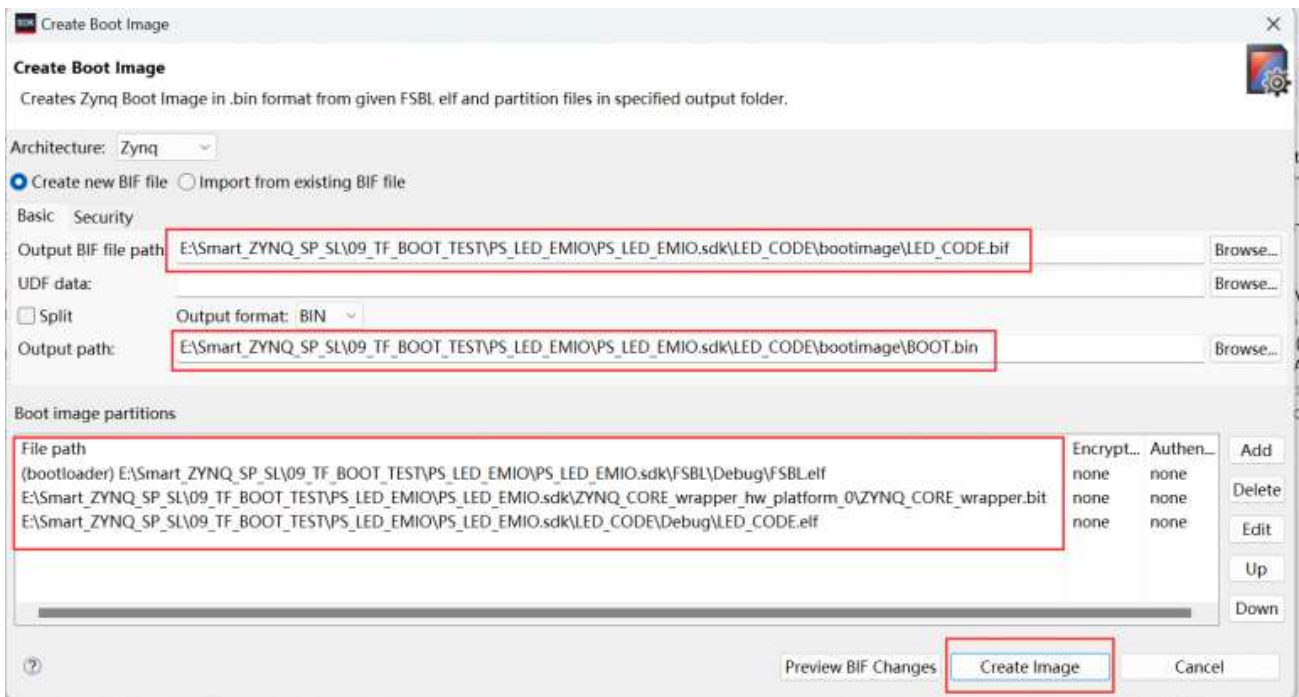 SDK Create Boot Image
Create Boot Image
Creates Zynq Boot Image in .bin format from given FSBL elf and partition files in specified output folder.
Architecture: Zynq
Create new BIF file Import from existing BIF file
Basic Security
Output BIF file path E:\Smart_ZYNQ_SP_SL\09_TF_BOOT_TEST\PS_LED_EMIO\PS_LED_EMIO.sdk\LED_CODE\bootimage\LED_CODE.bif Browse...
UDF data: Browse...
Split Output format: BIN
Output path: E:\Smart_ZYNQ_SP_SL\09_TF_BOOT_TEST\PS_LED_EMIO\PS_LED_EMIO.sdk\LED_CODE\bootimage\BOOT.bin Browse...
Boot image partitions
File path Encrypt... Authen... Add
(bootloader) E:\Smart_ZYNQ_SP_SL\09_TF_BOOT_TEST\PS_LED_EMIO\PS_LED_EMIO.sdk\FSBL\Debug\FSBL.elf none none
E:\Smart_ZYNQ_SP_SL\09_TF_BOOT_TEST\PS_LED_EMIO\PS_LED_EMIO.sdk\ZYNQ_CORE_wrapper_hw_platform_0\ZYNQ_CORE_wrapper.bit none none Delete
E:\Smart_ZYNQ_SP_SL\09_TF_BOOT_TEST\PS_LED_EMIO\PS_LED_EMIO.sdk\LED_CODE\Debug\LED_CODE.elf none none Edit
Up
Down
Preview BIF Changes Create Image Cancel